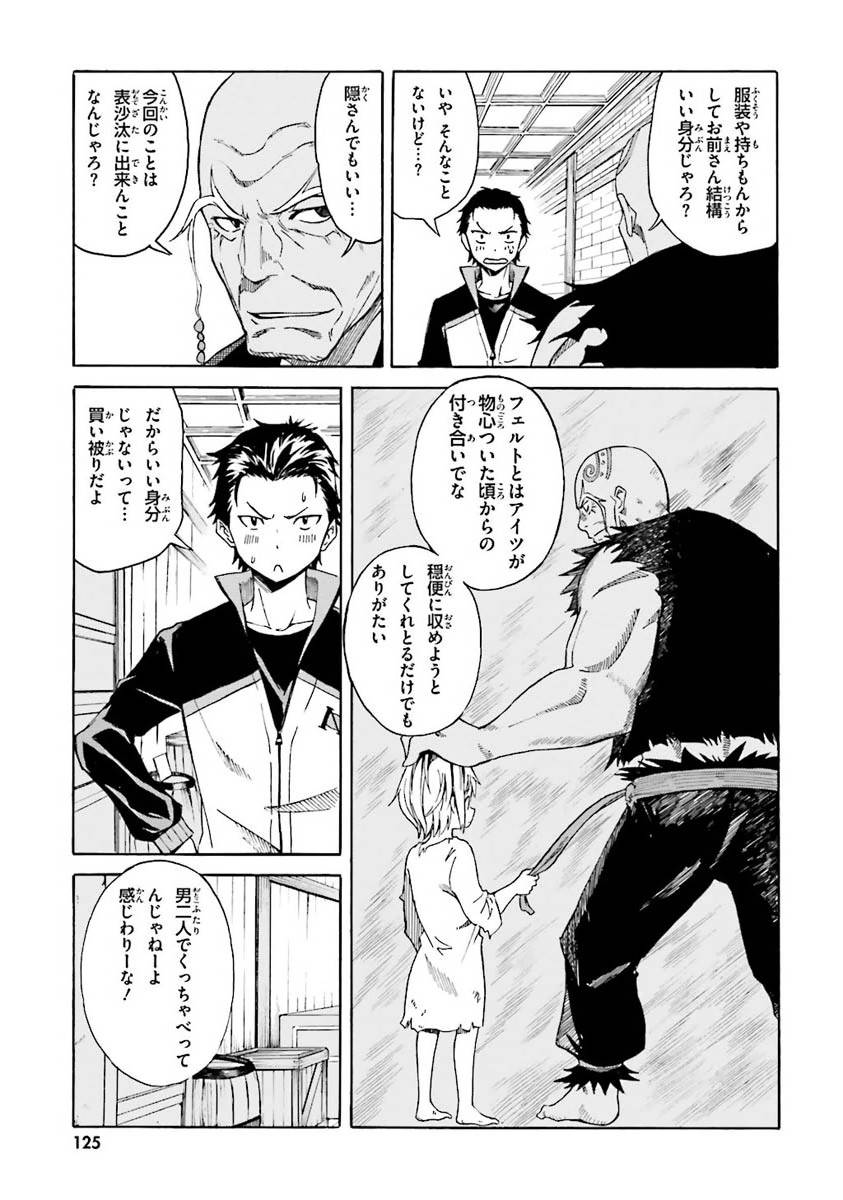 服装や持ちもんから
してお前さん結構
いい身分じゃろ?
いや そんなこと
ないけど…?
隠さんでもいい…
今回のことは
表沙汰に出来んこと
なんじゃろ?
フェルトとはアイツが
物心ついた頃からの
付き合いでな
穏便に収めようと
してくれとるだけでも
ありがたい
だからいい身分
じゃないって…
買い被りだよ
男二人でくっちゃべって
んじゃねーよ
感じわりーな!
125